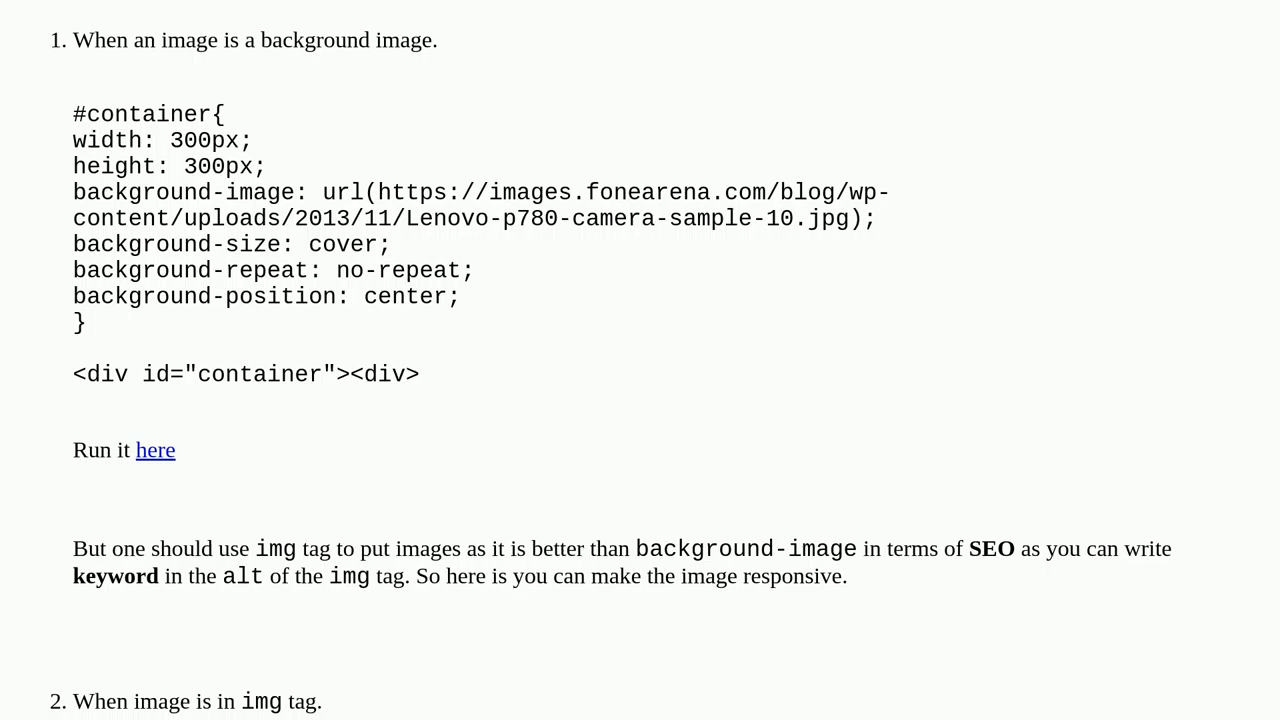 1. When an image is a background image.
#container{
width: 300px;
height: 300px;
background-image: url(https://images.fonearena.com/blog/wp-
content/uploads/2013/11/Lenovo-p780-camera-sample-10.jpg);
background-size: cover;
background-repeat: no-repeat;
background-position: center;
}
<div id="container"><div>
Run it here
But one should use img tag to put images as it is better than background-image in terms of SEO as you can write
keyword in the alt of the img tag. So here is you can make the image responsive.
2. When image is in img tag.